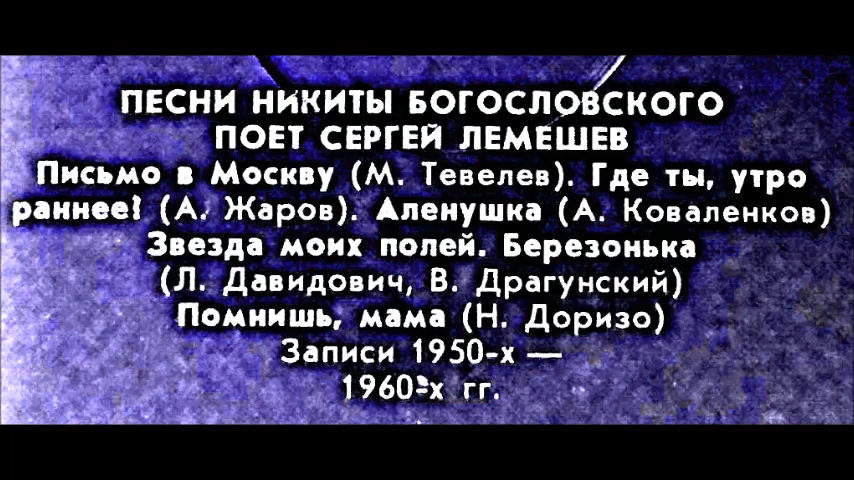 ПЕСНИ НИКИТЫ БОГОСЛОВСКОГО
ПОЕТ СЕРГЕЙ ЛЕМЕШЕВ
Письмо в Москву (М. Тевелев). Где ты, утро
раннее? (А. Жаров). Аленушка (А. Коваленков)
Звезда моих полей. Березонька
(Л. Давидович, В. Драгунский)
Помнишь, мама (Н. Доризо)
Записи 1950-х —
1960-х гг.